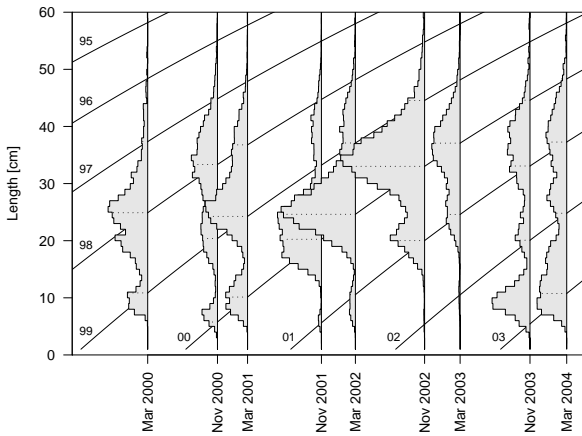 60
50
40
30
20
10
0
Length [cm]
95
96
97
98
99
00
01
02
03
Mar 2000
Nov 2000
Mar 2001
Nov 2001
Mar 2002
Nov 2002
Mar 2003
Nov 2003
Mar 2004